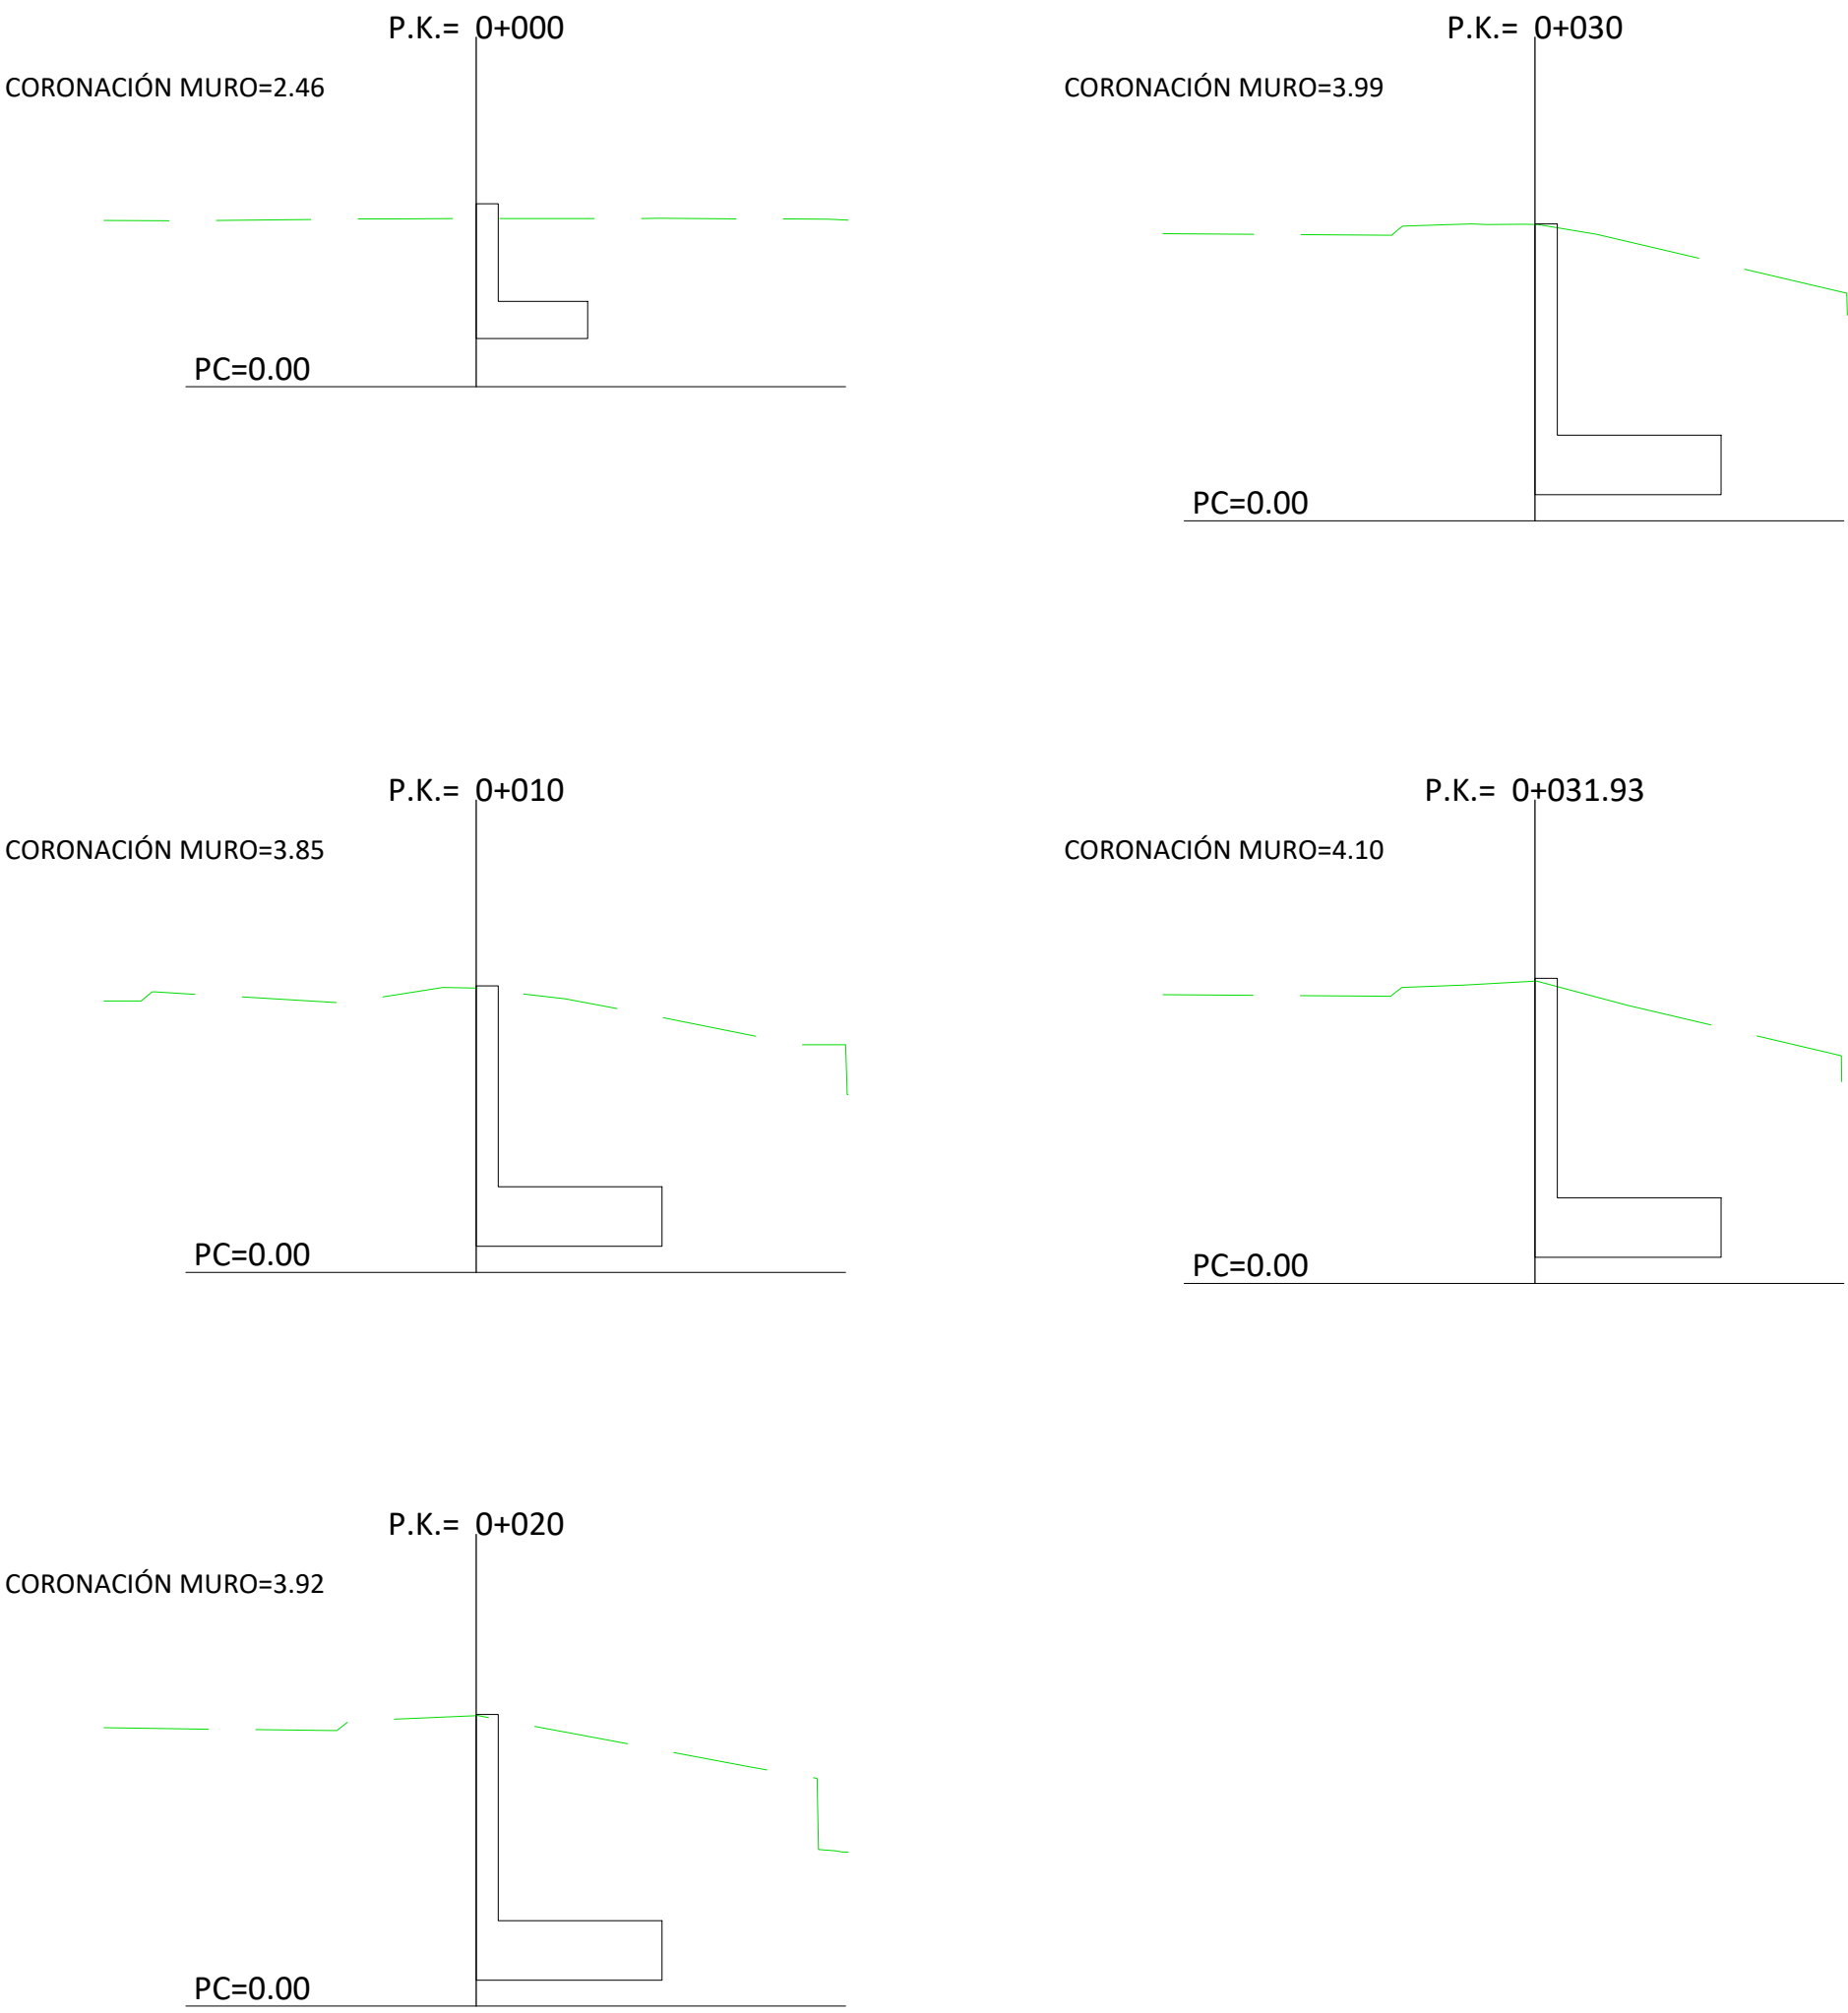 P.K.= 0+000
CORONACIÓN MURO=2.46
PC=0.00
P.K.= 0+030
CORONACIÓN MURO=3.99
PC=0.00
P.K.= 0+010
CORONACIÓN MURO=3.85
PC=0.00
P.K.= 0+031.93
CORONACIÓN MURO=4.10
PC=0.00
P.K.= 0+020
CORONACIÓN MURO=3.92
PC=0.00